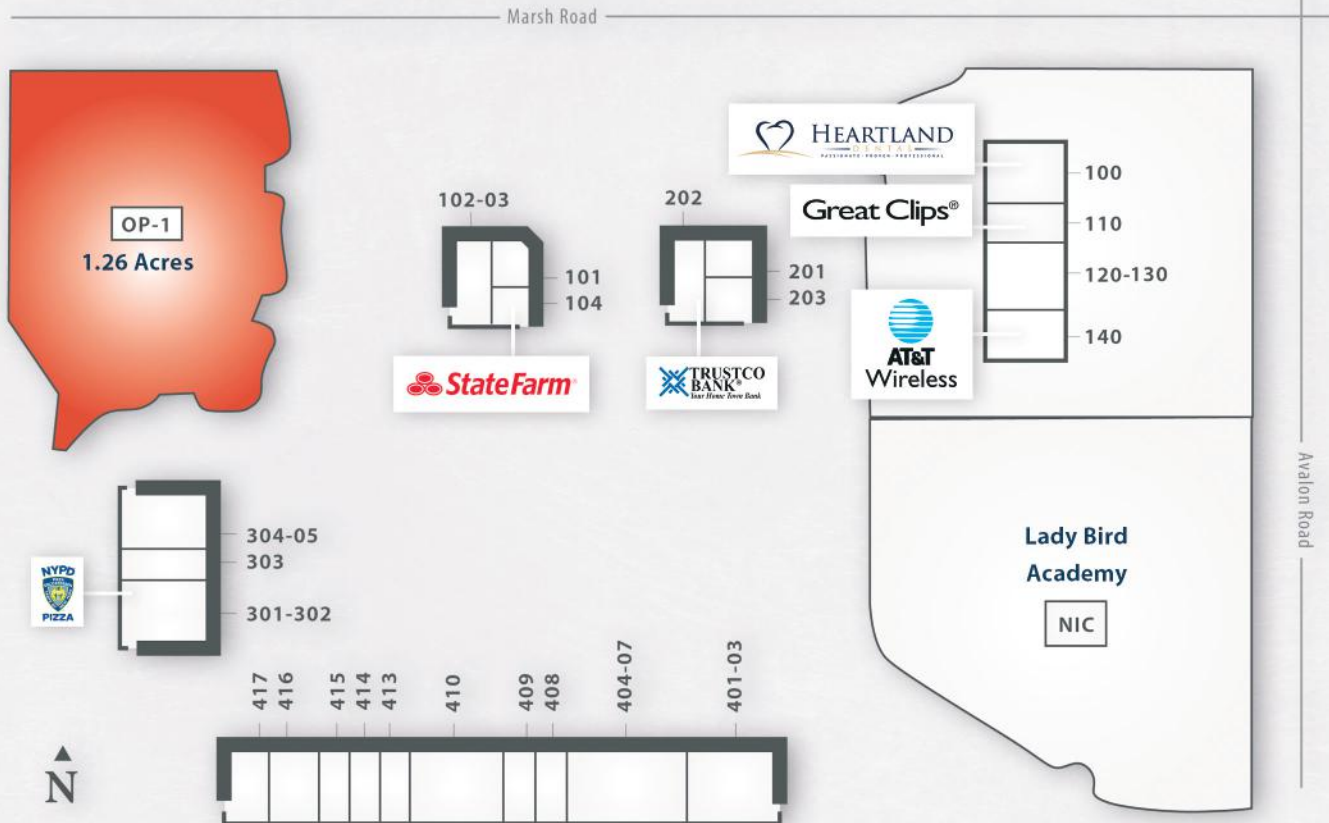 Marsh Road
OP-1
1.26 Acres
102-03
101
104
StateFarm®
202
201
203
TRUSTCO
BANK®
Your Home Town Bank
HEARTLAND
DENTAL
PASSIONATE · PROVEN · PROFESSIONAL
Great Clips®
AT&T
Wireless
100
110
120-130
140
Avalon Road
Lady Bird
Academy
NIC
304-05
303
301-302
NYPD
PIZZA
417
416
415
414
413
410
409
408
404-07
401-03
N